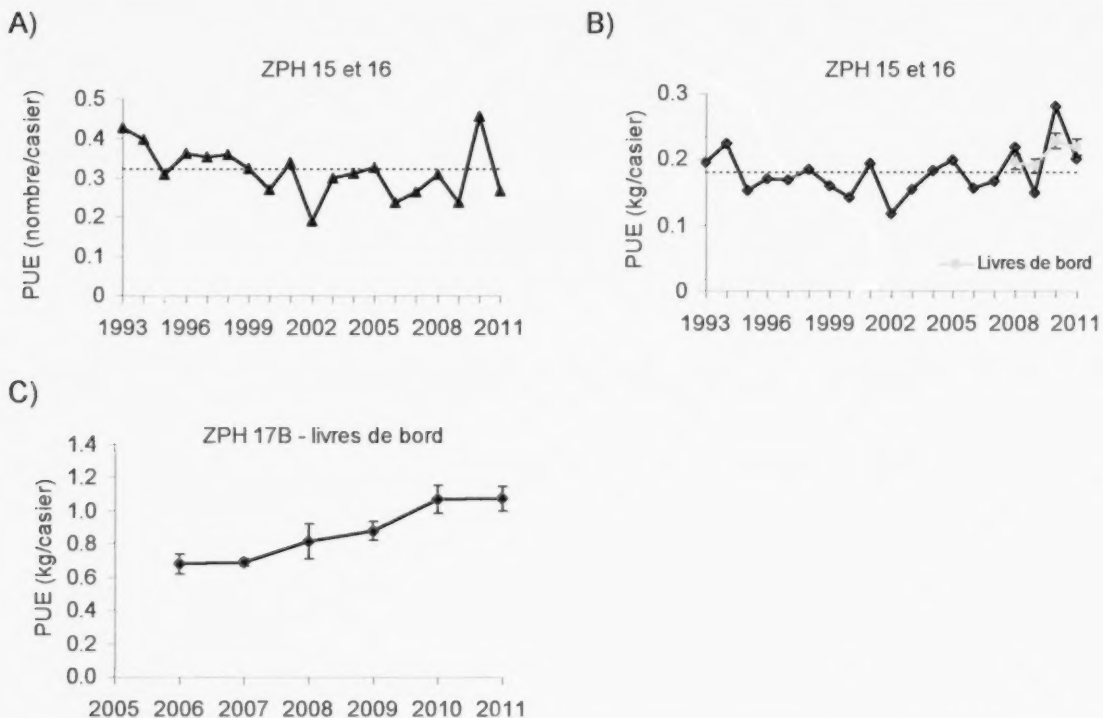 A)
ZPH 15 et 16
PUE (nombre/casier)
0.5
0.4
0.3
0.2
0.1
0
1993 1996 1999 2002 2005 2008 2011
B)
ZPH 15 et 16
PUE (kg/casier)
0.3
0.2
0.1
0
Livres de bord
1993 1996 1999 2002 2005 2008 2011
C)
ZPH 17B - livres de bord
PUE (kg/casier)
1.4
1.2
1.0
0.8
0.6
0.4
0.2
0.0
2005 2006 2007 2008 2009 2010 2011